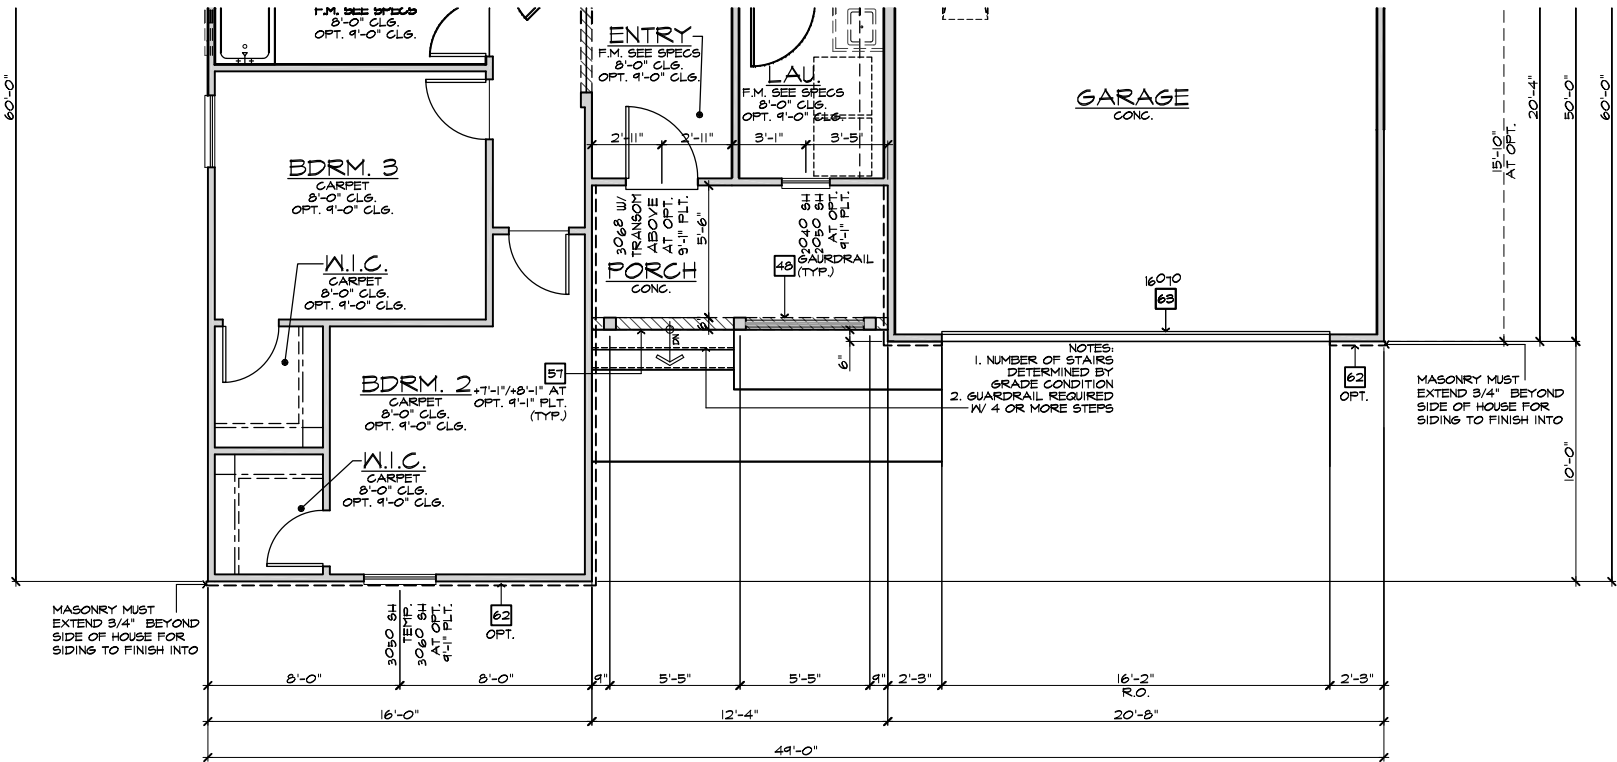 F.M. SEE SPECS
8'-0" CLG.
OPT. 9'-0" CLG.
ENTRY
F.M. SEE SPECS
8'-0" CLG.
OPT. 9'-0" CLG.
LAU.
F.M. SEE SPECS
8'-0" CLG.
OPT. 9'-0" CLG.
GARAGE
CONC.
60'-0"
20'-4"
50'-0"
60'-0"
15'-10"
AT OPT.
2'-11"
2'-11"
3'-1"
3'-5"
BDRM. 3
CARPET
8'-0" CLG.
OPT. 9'-0" CLG.
3068 W/
TRANSOM
ABOVE
AT OPT.
9'-1" PLT.
5'-6"
2040 SH
2050 SH
AT OPT.
9'-1" PLT.
48
GAURDRAIL
(TYP.)
PORCH
CONC.
W.I.C.
CARPET
8'-0" CLG.
OPT. 9'-0" CLG.
16070
63
6"
DN
6"
NOTES:
1. NUMBER OF STAIRS
DETERMINED BY
GRADE CONDITION
2. GUARDRAIL REQUIRED
W/ 4 OR MORE STEPS
57
+7'-1"/+8'-1" AT
OPT. 9'-1" PLT.
(TYP.)
BDRM. 2
CARPET
8'-0" CLG.
OPT. 9'-0" CLG.
62
OPT.
MASONRY MUST
EXTEND 3/4" BEYOND
SIDE OF HOUSE FOR
SIDING TO FINISH INTO
10'-0"
W.I.C.
CARPET
8'-0" CLG.
OPT. 9'-0" CLG.
MASONRY MUST
EXTEND 3/4" BEYOND
SIDE OF HOUSE FOR
SIDING TO FINISH INTO
3050 SH
TEMP.
3060 SH
AT OPT.
9'-1" PLT.
62
OPT.
8'-0"
8'-0"
9"
5'-5"
5'-5"
9"
2'-3"
16'-2"
R.O.
2'-3"
16'-0"
12'-4"
20'-8"
49'-0"